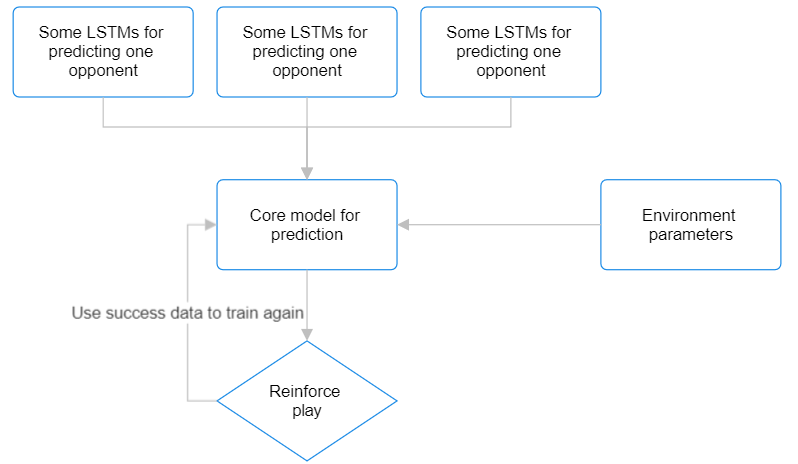 Some LSTMs for
predicting one
opponent
Some LSTMs for
predicting one
opponent
Some LSTMs for
predicting one
opponent
Core model for
prediction
Environment
parameters
Use success data to train again
Reinforce
play